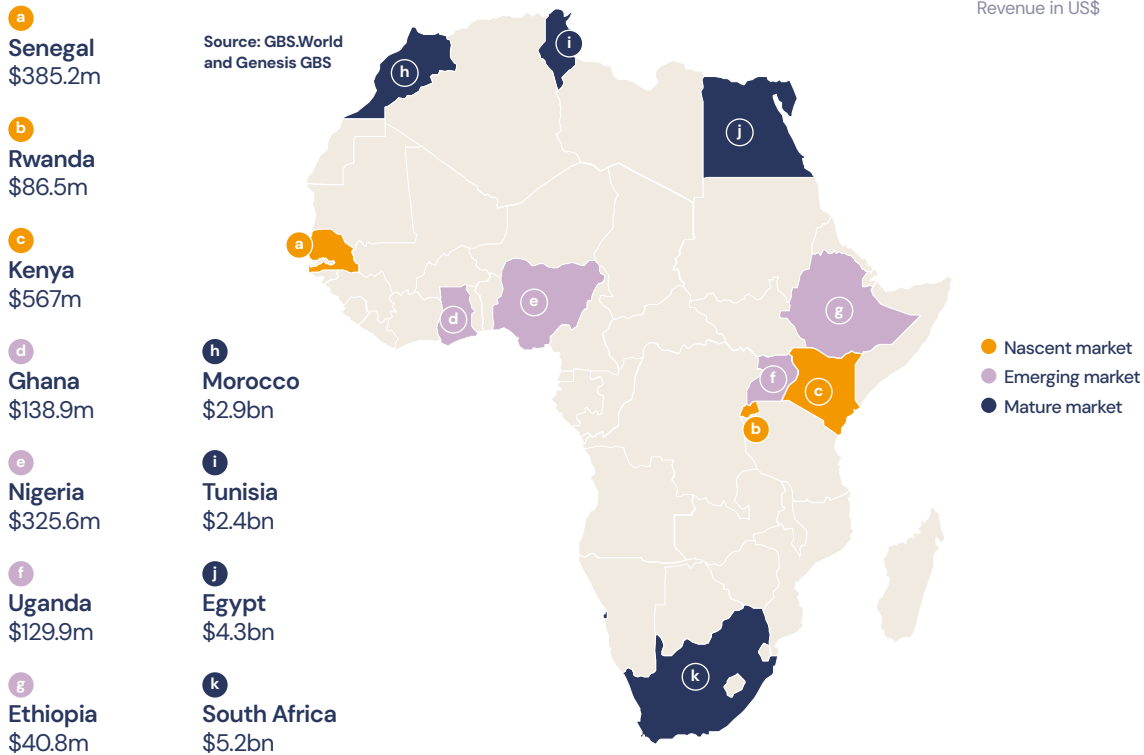 Revenue in US$
Source: GBS.World
and Genesis GBS
a
Senegal
$385.2m
b
Rwanda
$86.5m
c
Kenya
$567m
d
Ghana
$138.9m
e
Nigeria
$325.6m
f
Uganda
$129.9m
g
Ethiopia
$40.8m
h
Morocco
$2.9bn
i
Tunisia
$2.4bn
j
Egypt
$4.3bn
k
South Africa
$5.2bn
h
i
j
a
e
d
g
f
c
b
k
Nascent market
Emerging market
Mature market